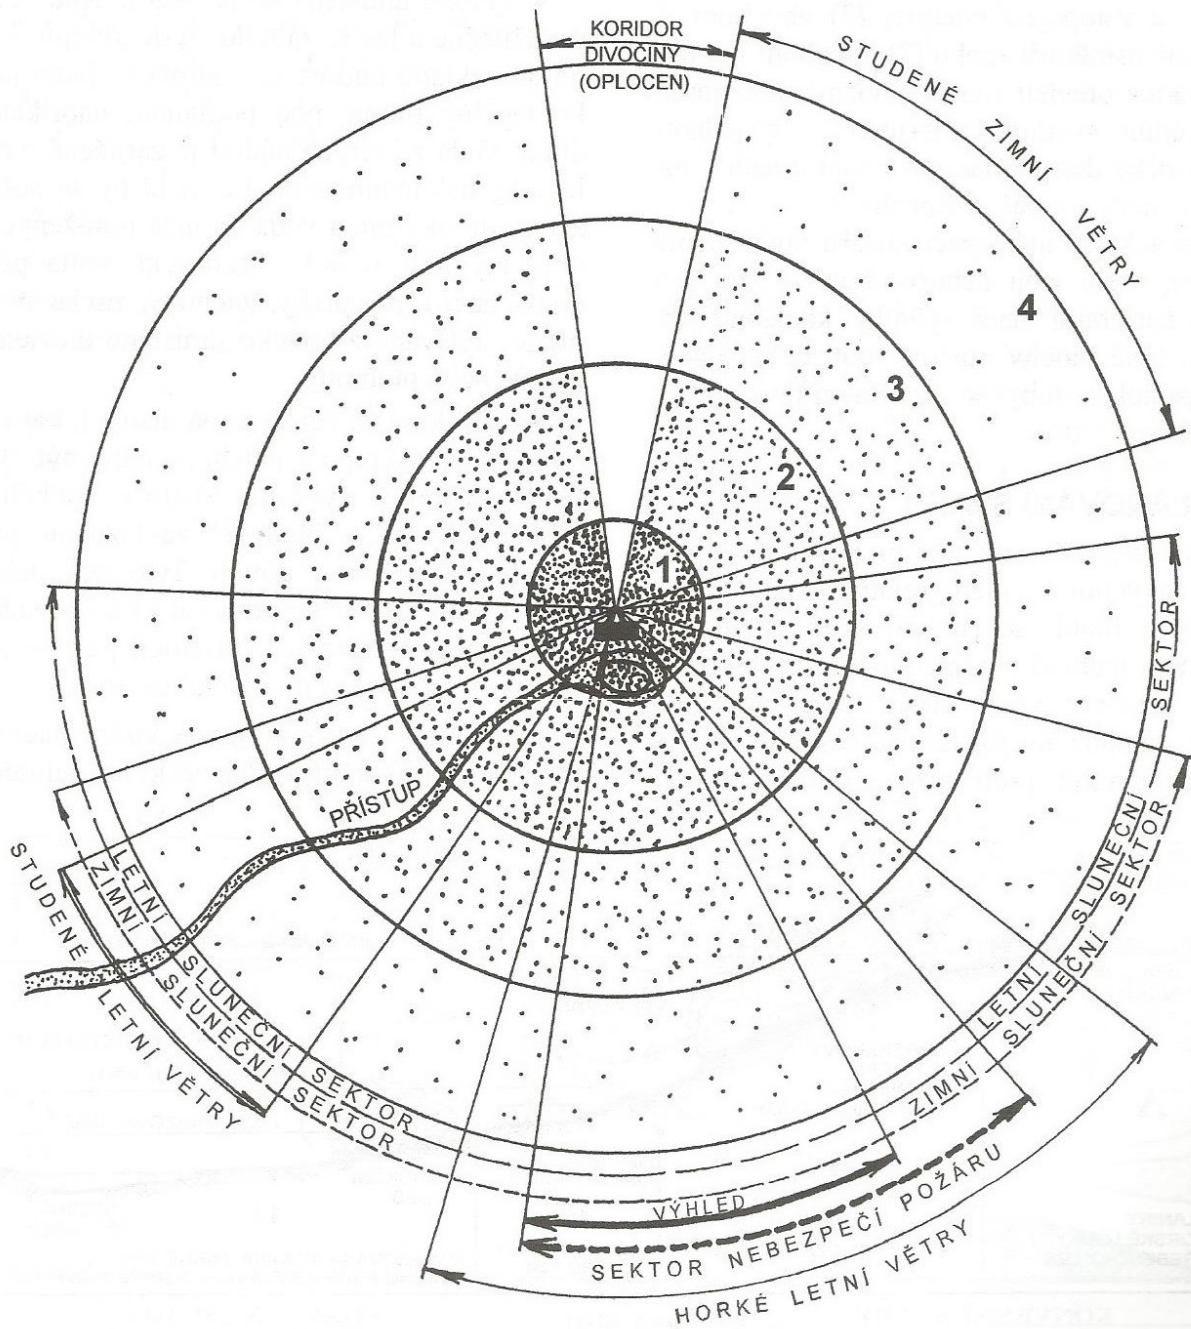 KORIDOR
DIVOČINY
(OPLOCEN)
STUDENÉ ZIMNÍ VĚTRY
4
3
2
1
SEKTOR
PŘÍSTUP
SLUNEČNÍ
SEKTOR
LETNÍ
ZIMNÍ
STUDENÉ LETNÍ VĚTRY
SLUNEČNÍ SEKTOR
SLUNEČNÍ SEKTOR
LETNÍ
ZIMNÍ SLUNEČNÍ
VÝHLED
SEKTOR NEBEZPEČÍ POŽÁRU
HORKÉ LETNÍ VĚTRY